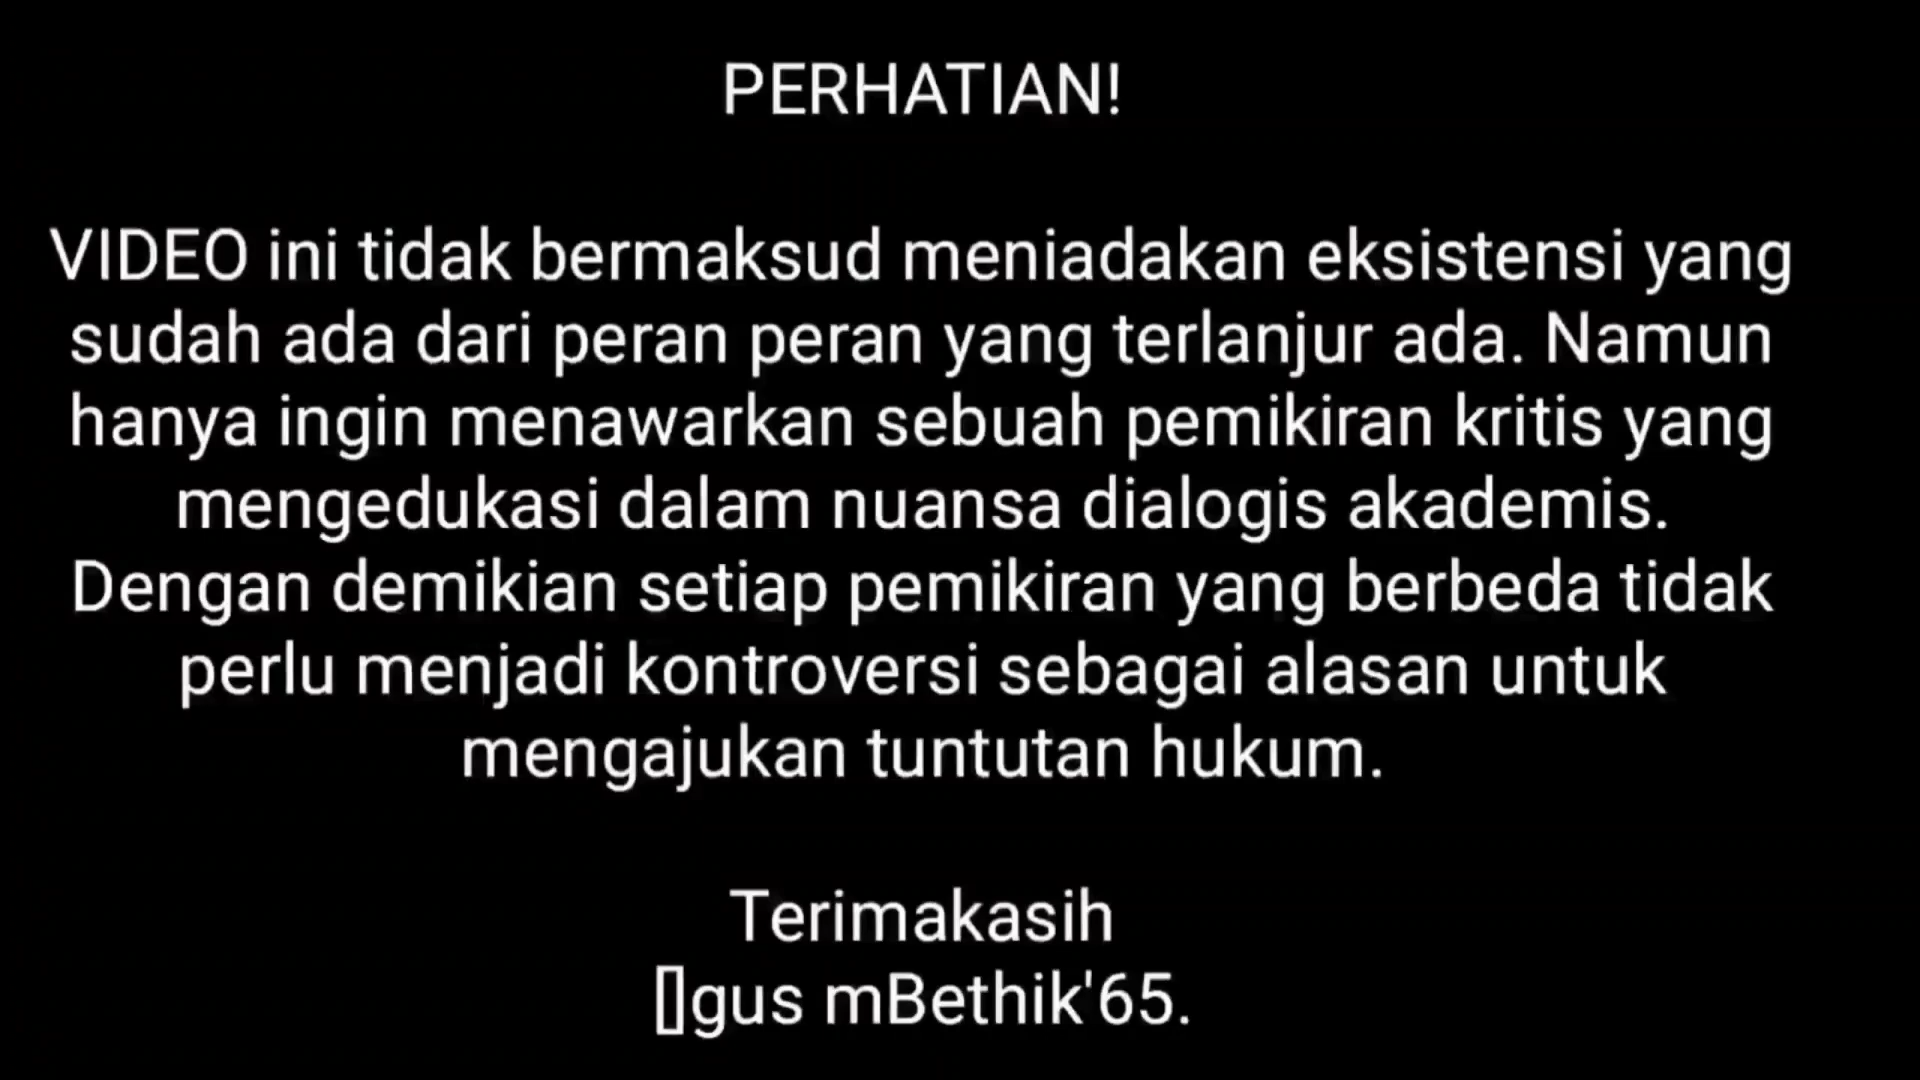 PERHATIAN!
VIDEO ini tidak bermaksud meniadakan eksistensi yang
sudah ada dari peran peran yang terlanjur ada. Namun
hanya ingin menawarkan sebuah pemikiran kritis yang
mengedukasi dalam nuansa dialogis akademis.
Dengan demikian setiap pemikiran yang berbeda tidak
perlu menjadi kontroversi sebagai alasan untuk
mengajukan tuntutan hukum.
Terimakasih
▯gus mBethik'65.